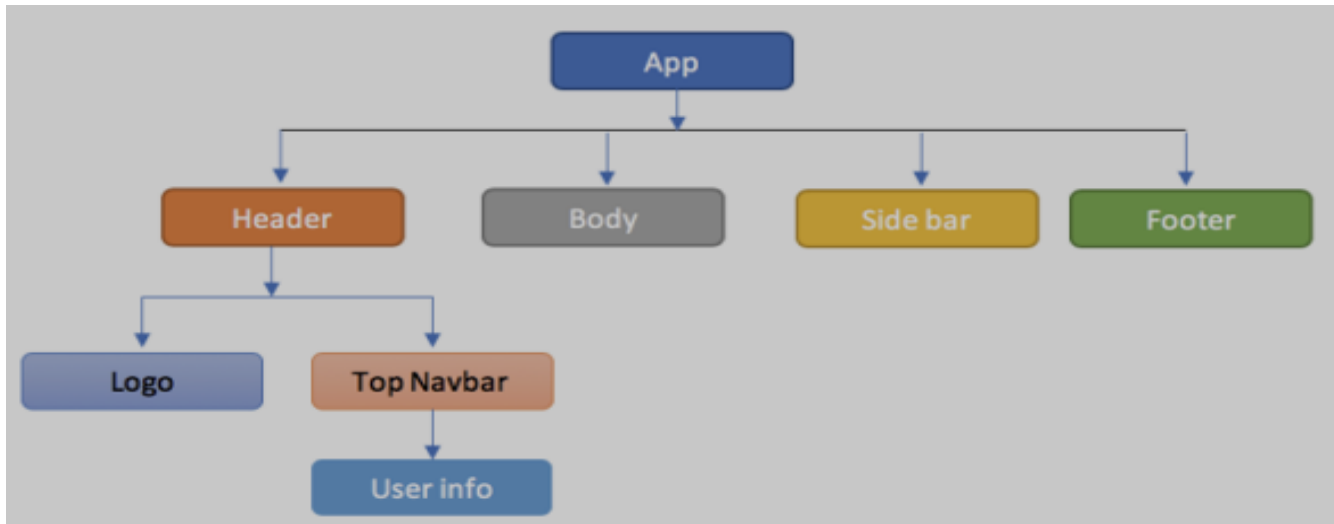 App
Header
Body
Side bar
Footer
Logo
Top Navbar
User info